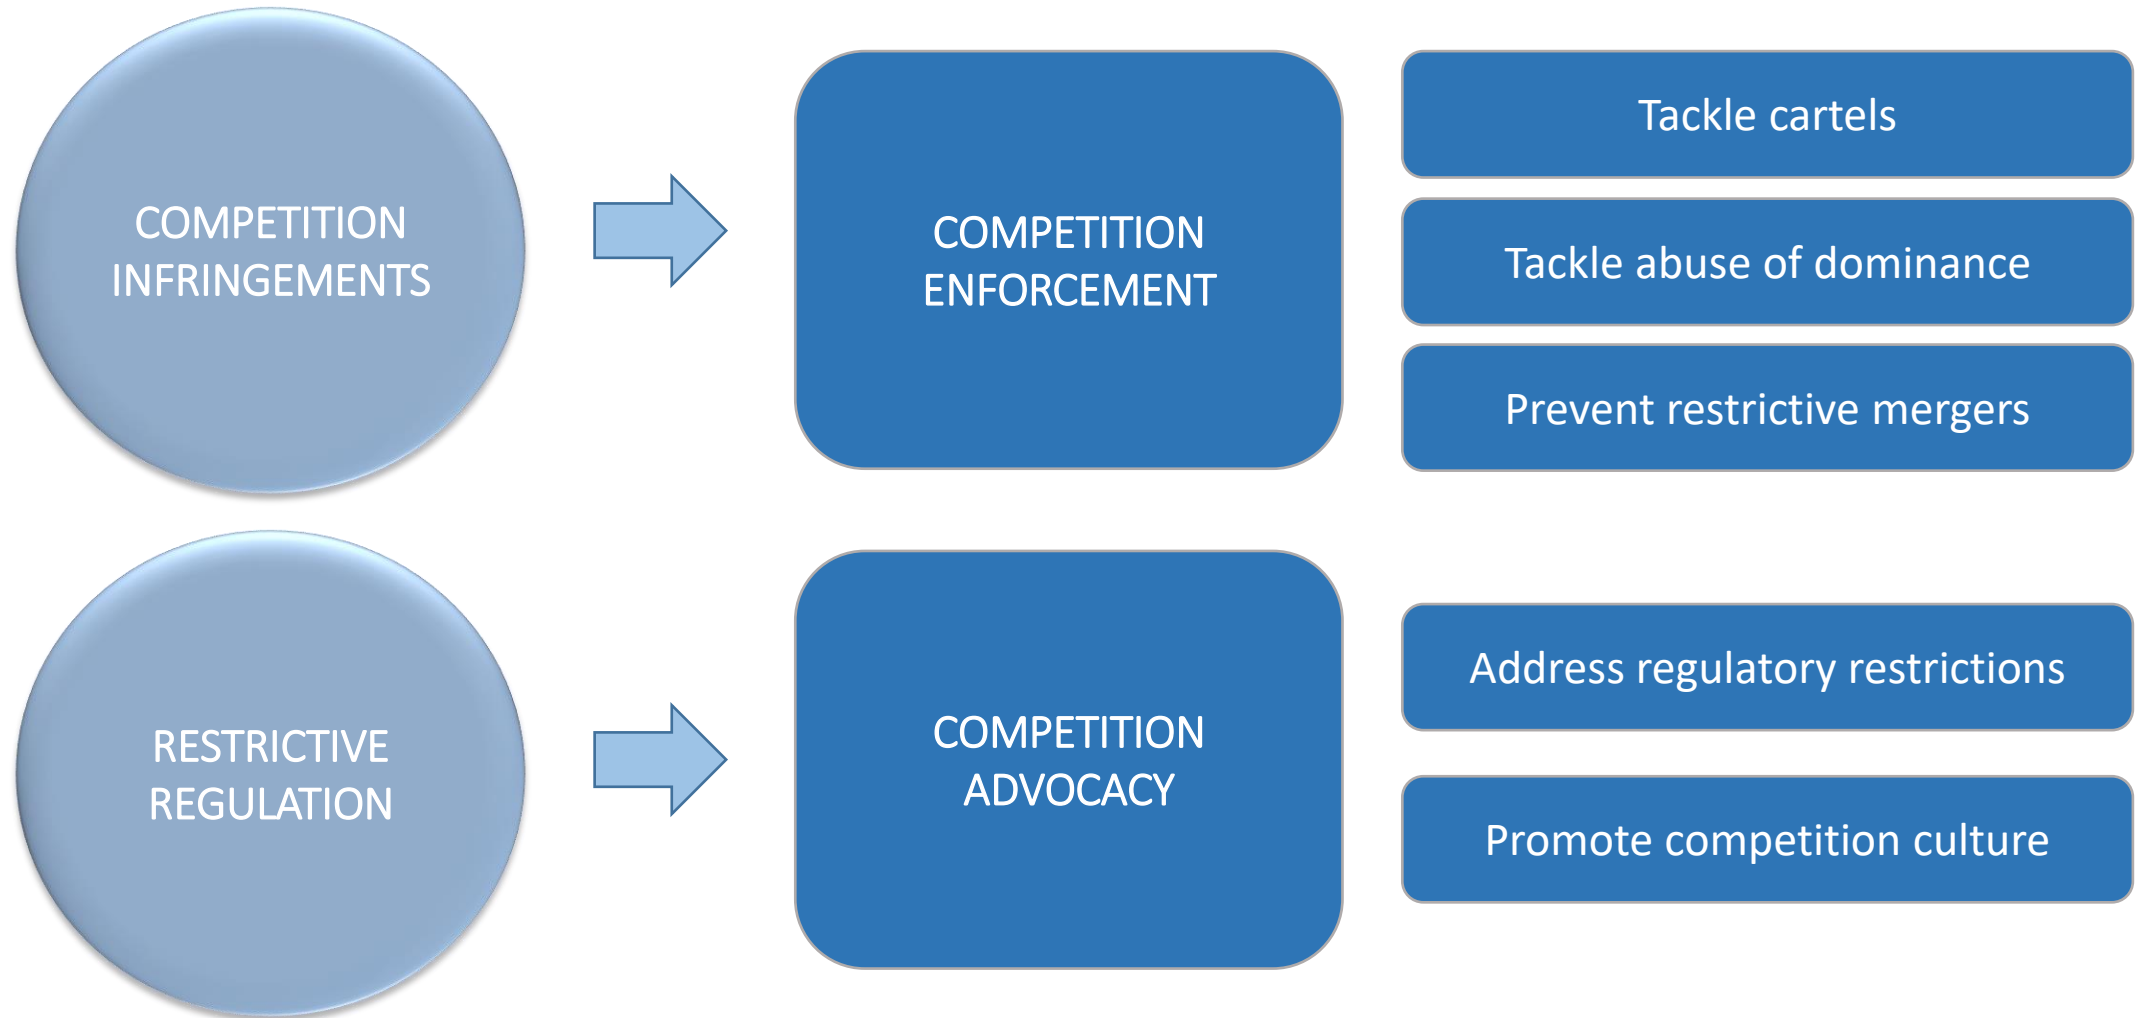 COMPETITION
INFRINGEMENTS
COMPETITION
ENFORCEMENT
Tackle cartels
Tackle abuse of dominance
Prevent restrictive mergers
RESTRICTIVE
REGULATION
COMPETITION
ADVOCACY
Address regulatory restrictions
Promote competition culture